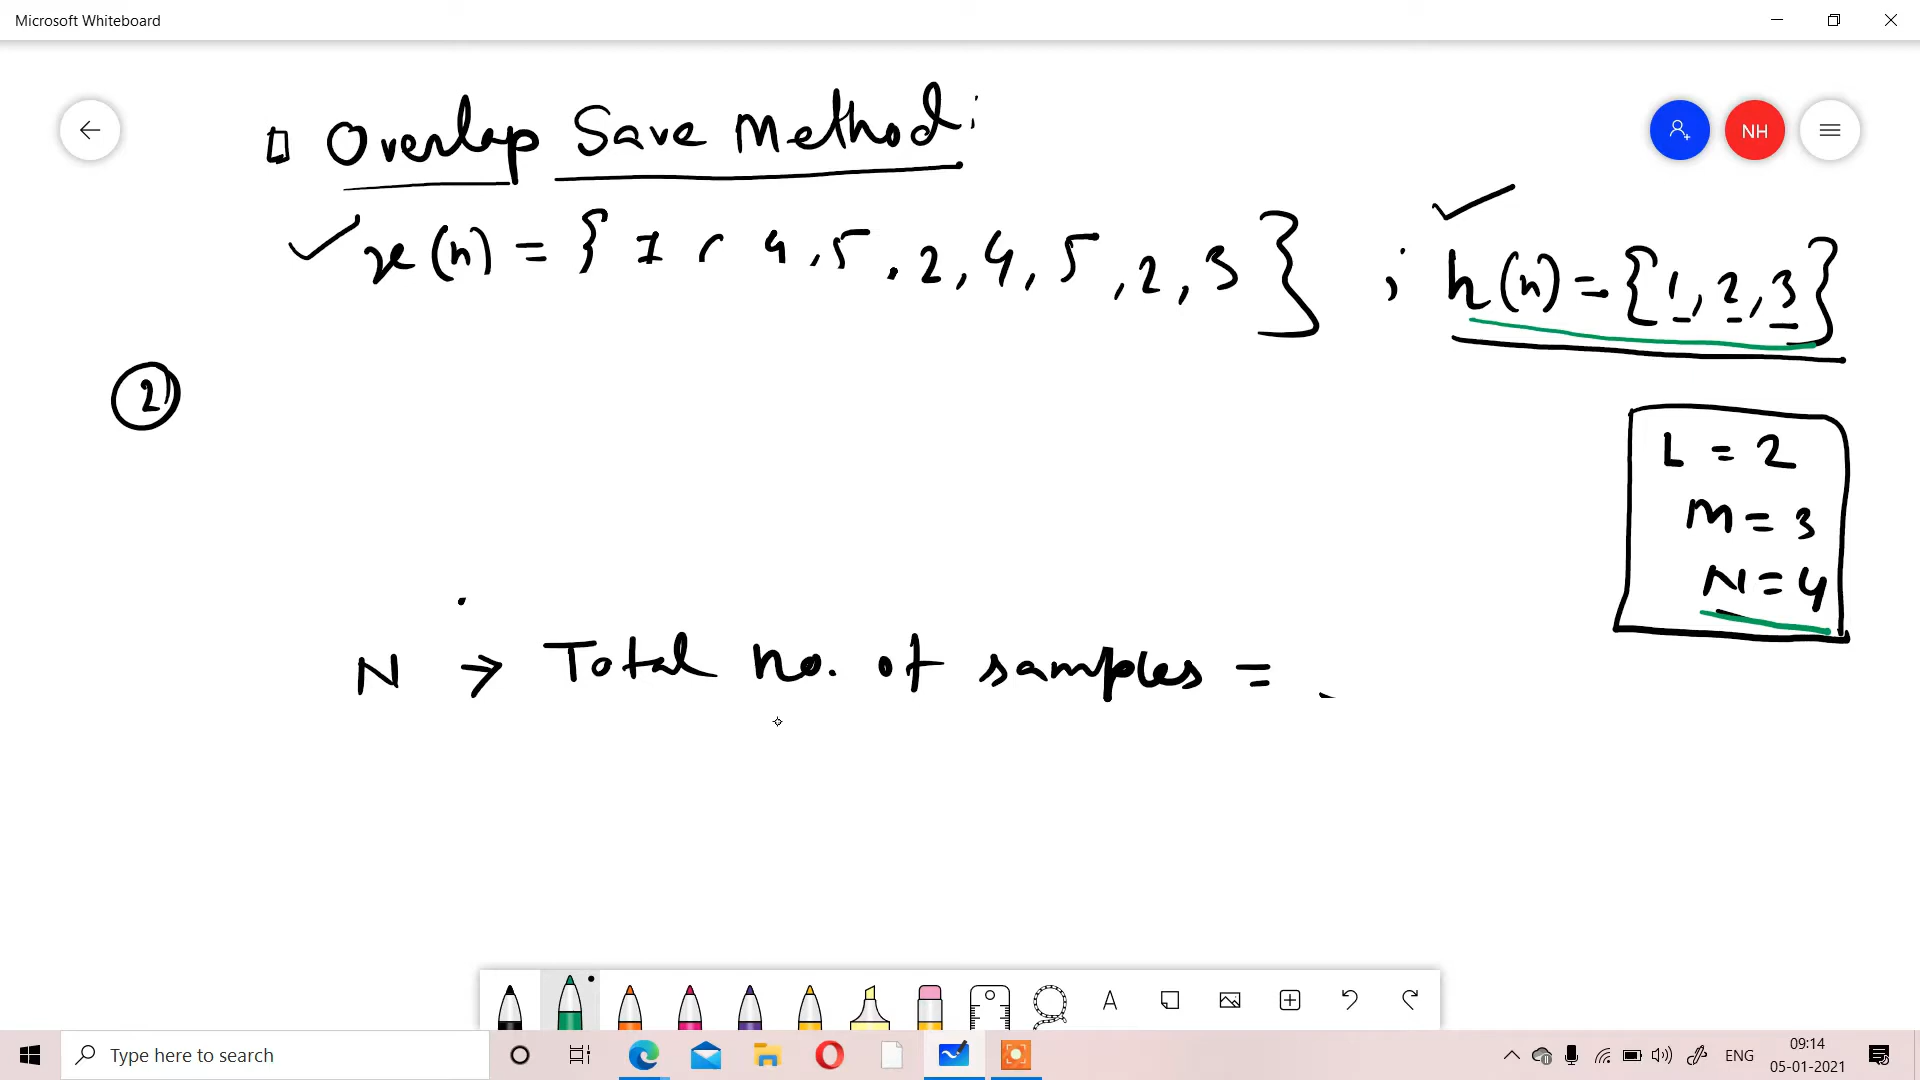 Microsoft Whiteboard
Overlap Save Method:
NH
x(n) = { 1 4, 5, 2, 4, 5, 2, 3 } ; h(n) = {1, 2, 3}
2
L = 2
M = 3
N = 4
N → Total no. of samples =
A
Type here to search
ENG
09:14
05-01-2021